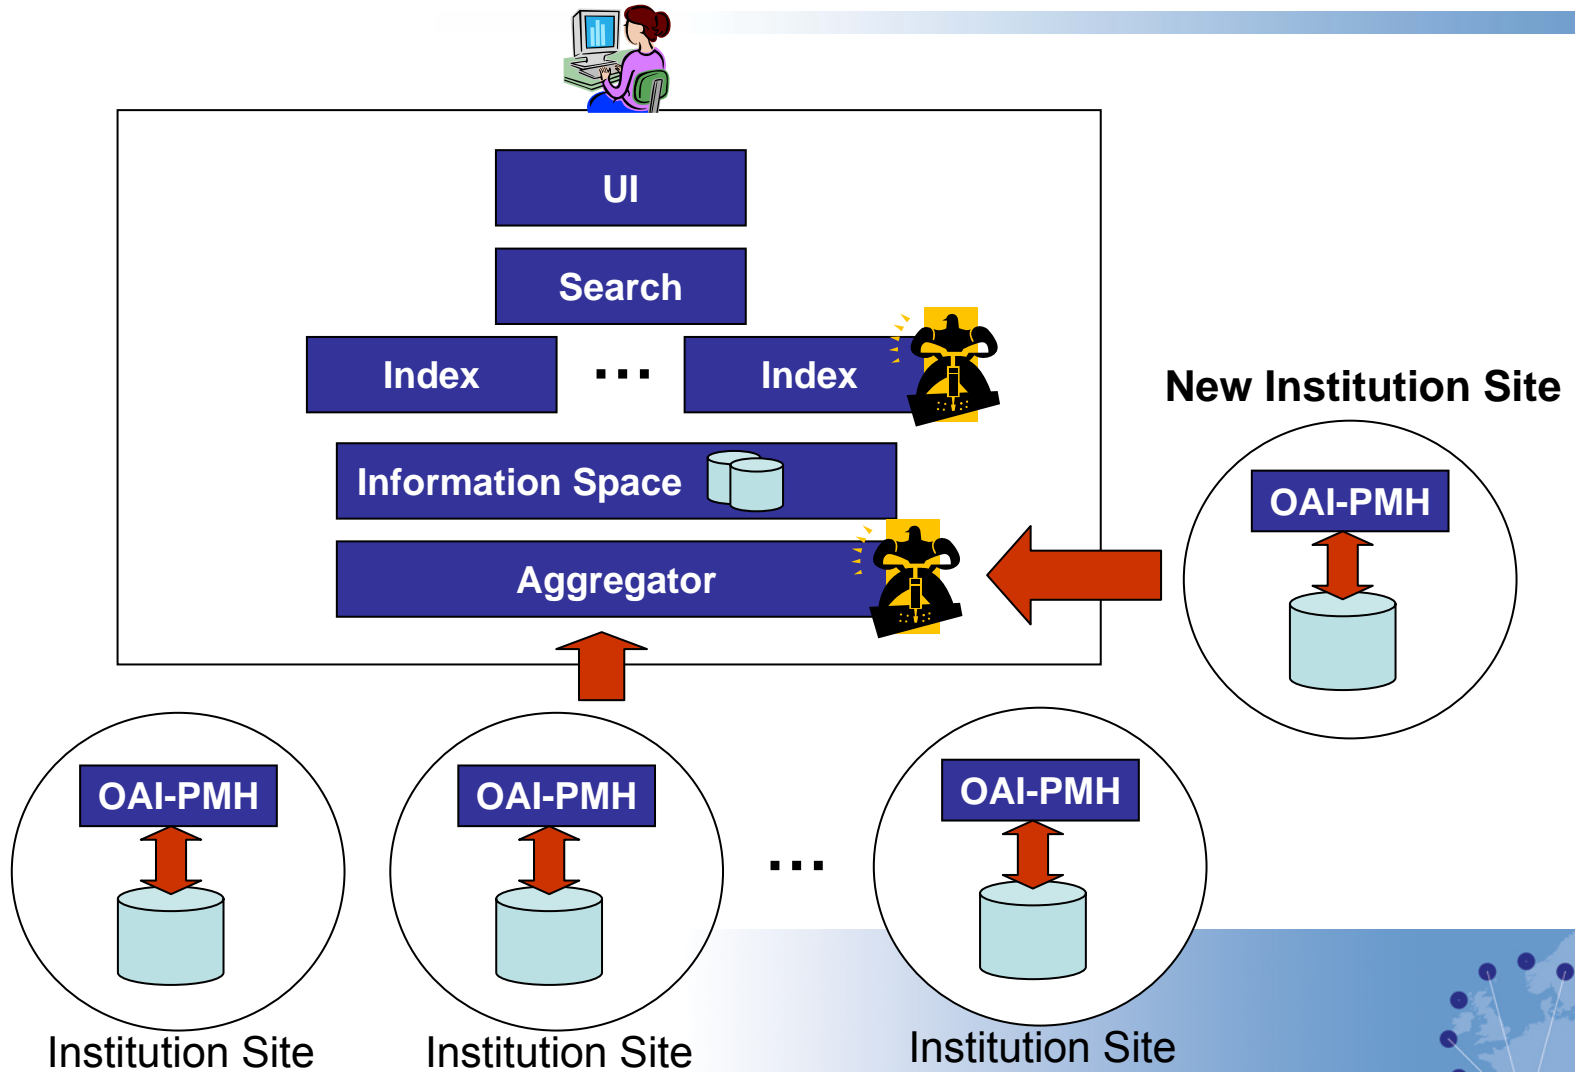 UI
Search
Index ... Index
New Institution Site
Information Space
OAI-PMH
Aggregator
OAI-PMH
OAI-PMH
...
OAI-PMH
Institution Site
Institution Site
Institution Site